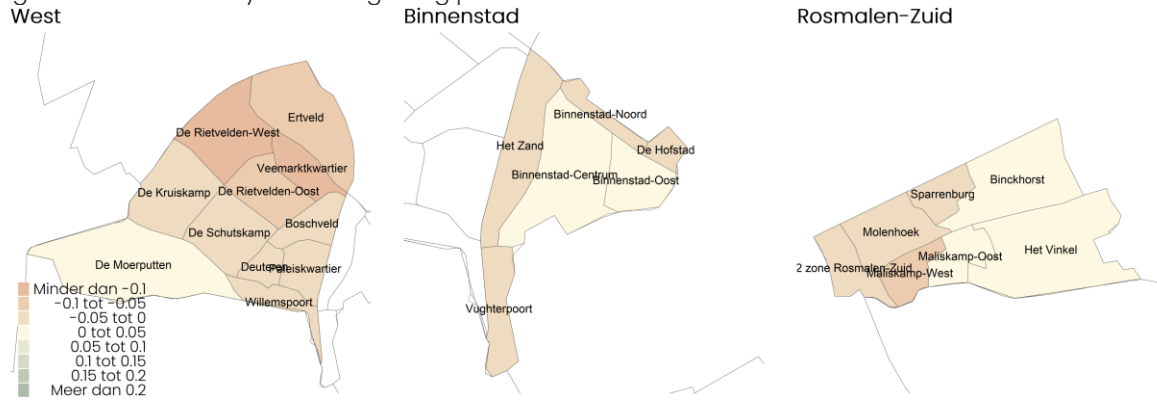 West
Binnenstad
Rosmalen-Zuid
Ertveld
De Rietvelden-West
Veemarktkwartier
De Kruiskamp
De Rietvelden-Oost
Boschveld
De Schutskamp
De Moerputten
Paleiskwartier
Willemspoort
Minder dan -0.1
-0.1 tot -0.05
-0.05 tot 0
0 tot 0.05
0.05 tot 0.1
0.1 tot 0.15
0.15 tot 0.2
Meer dan 0.2
Binnenstad-Noord
Het Zand
De Hofstad
Binnenstad-Centrum
Binnenstad-Oost
Vughterpoort
Binckhorst
Sparrenburg
Molenhoek
Het Vinkel
Maliskamp-Oost
2 zone Rosmalen-Zuid
Maliskamp-West